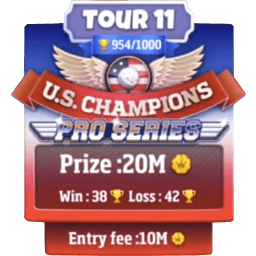 TOUR 11
954/1000
U.S. CHAMPIONS
PRO SERIES
Prize :20M
Win : 38 Loss : 42
Entry fee :10M